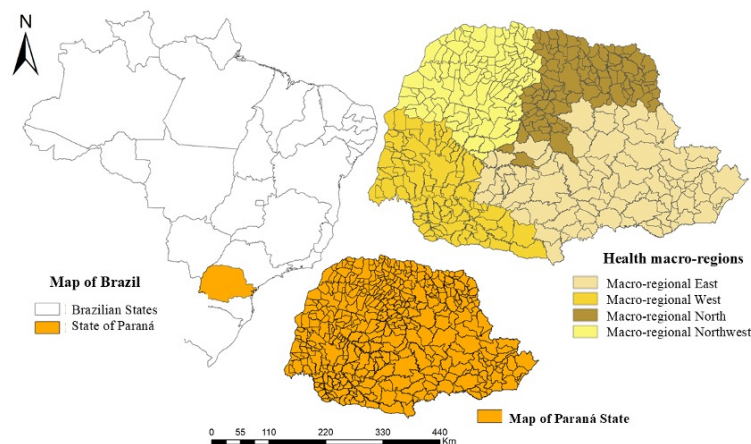 N
Map of Brazil
Brazilian States
State of Paraná
Health macro-regions
Macro-regional East
Macro-regional West
Macro-regional North
Macro-regional Northwest
Map of Paraná State
0 55 110 220 330 440
Km